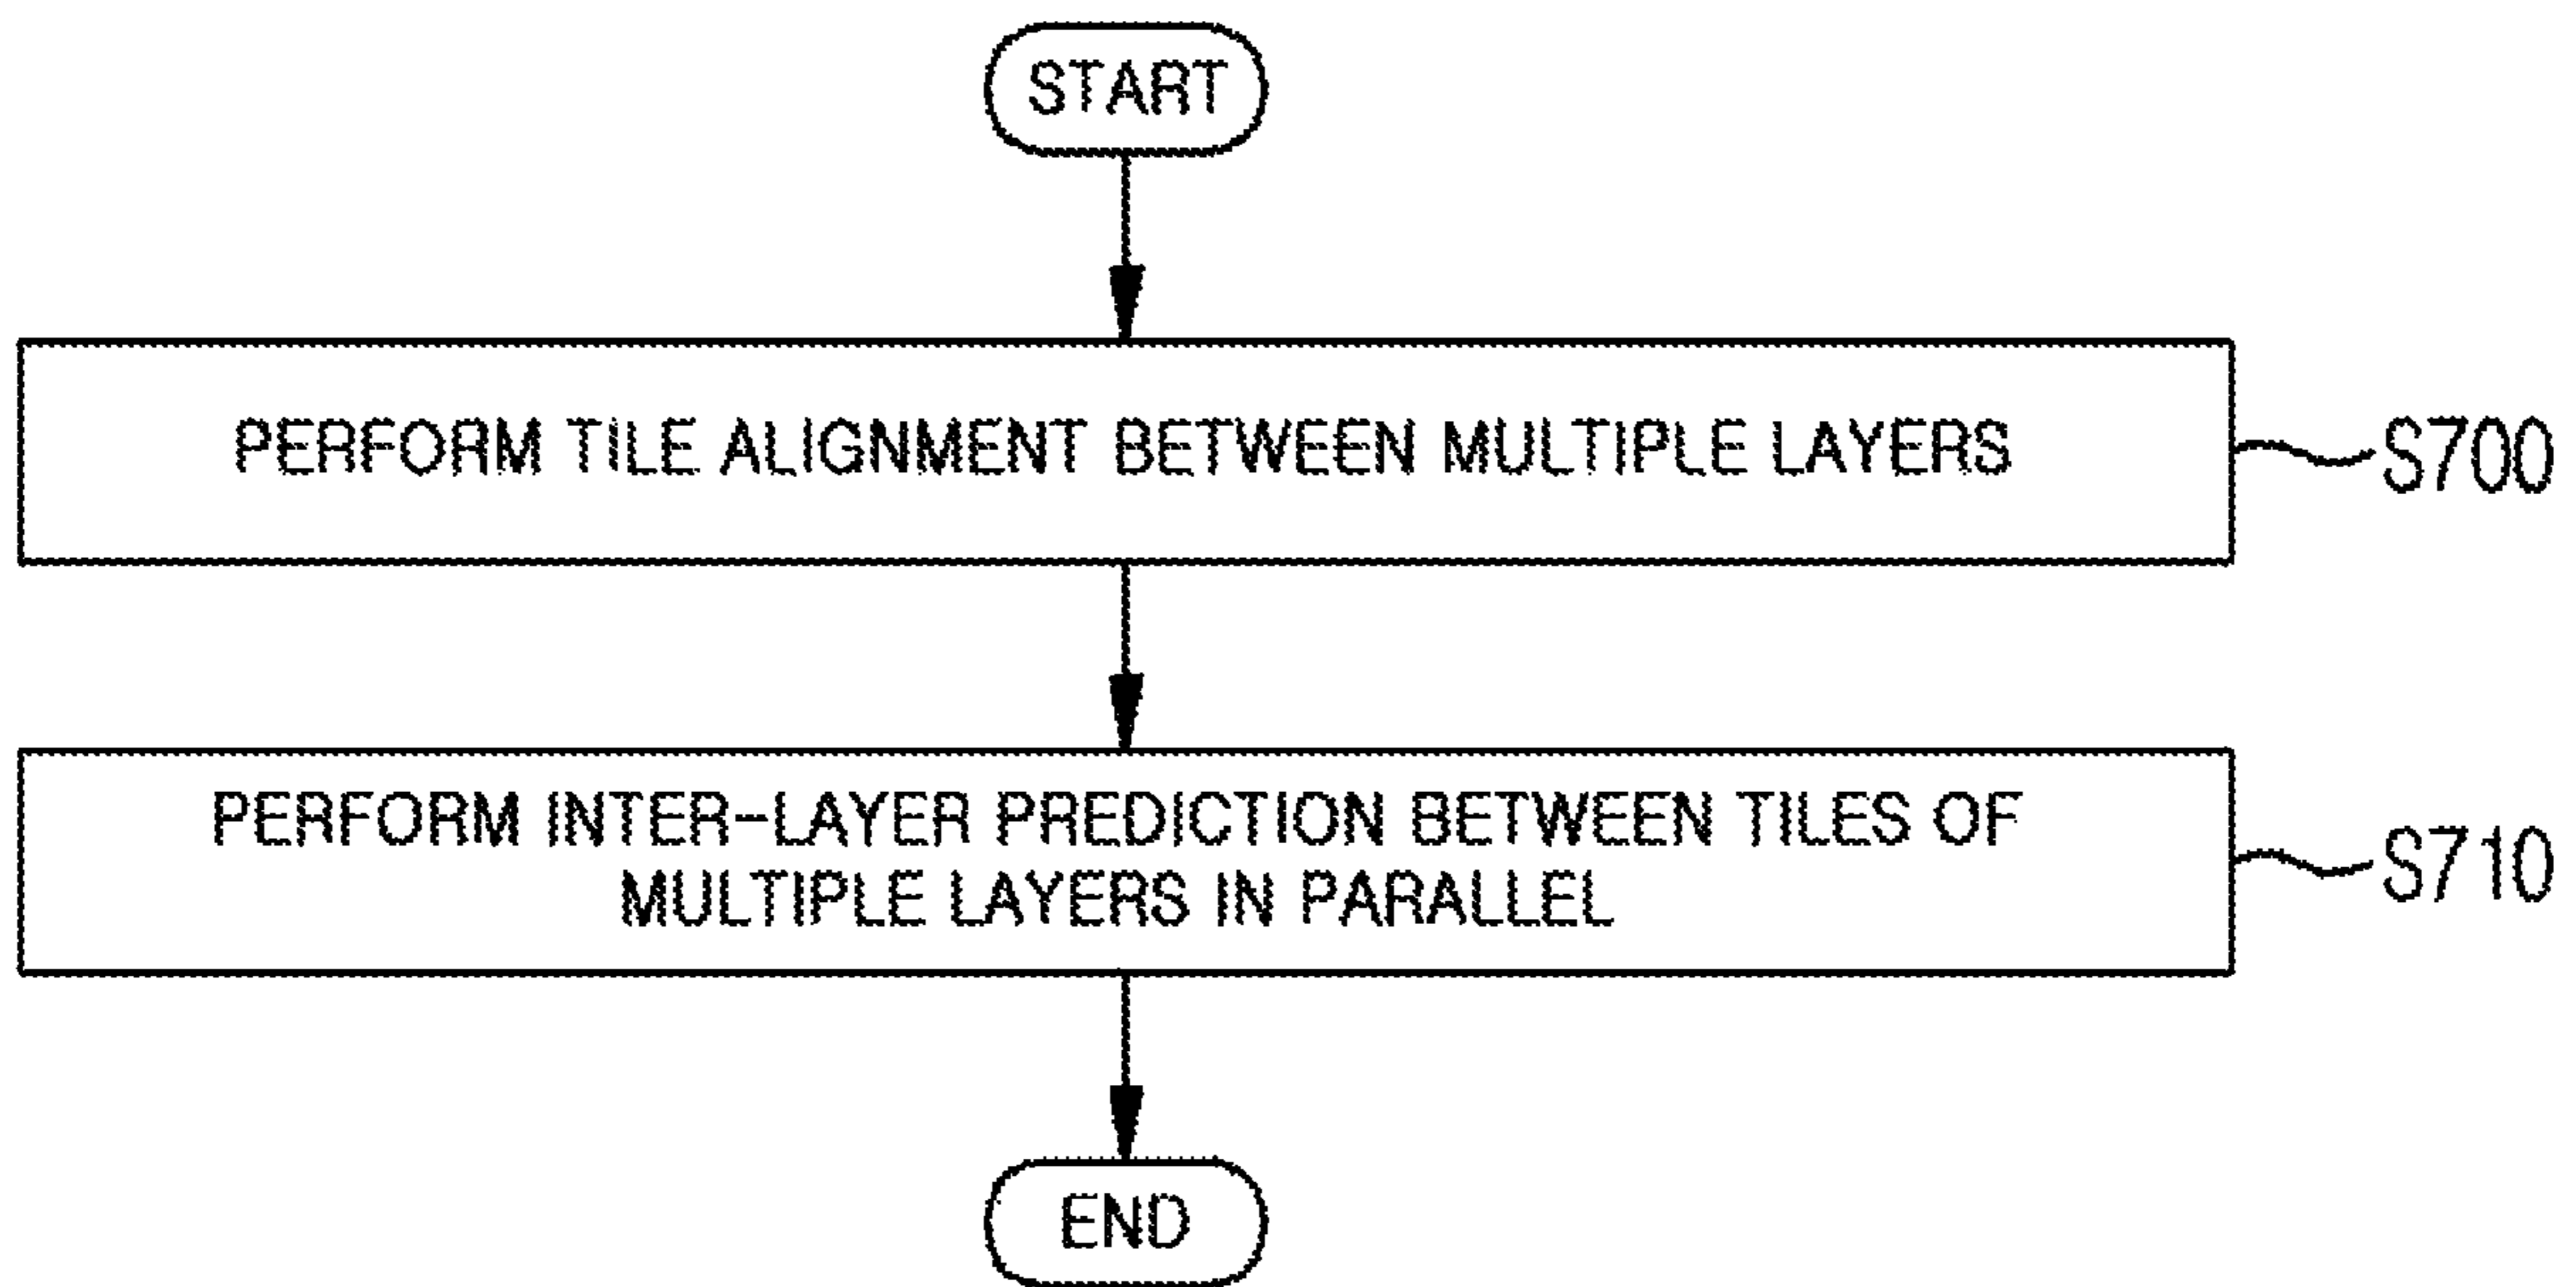 START
PERFORM TILE ALIGNMENT BETWEEN MULTIPLE LAYERS
S700
PERFORM INTER-LAYER PREDICTION BETWEEN TILES OF
MULTIPLE LAYERS IN PARALLEL
S710
END